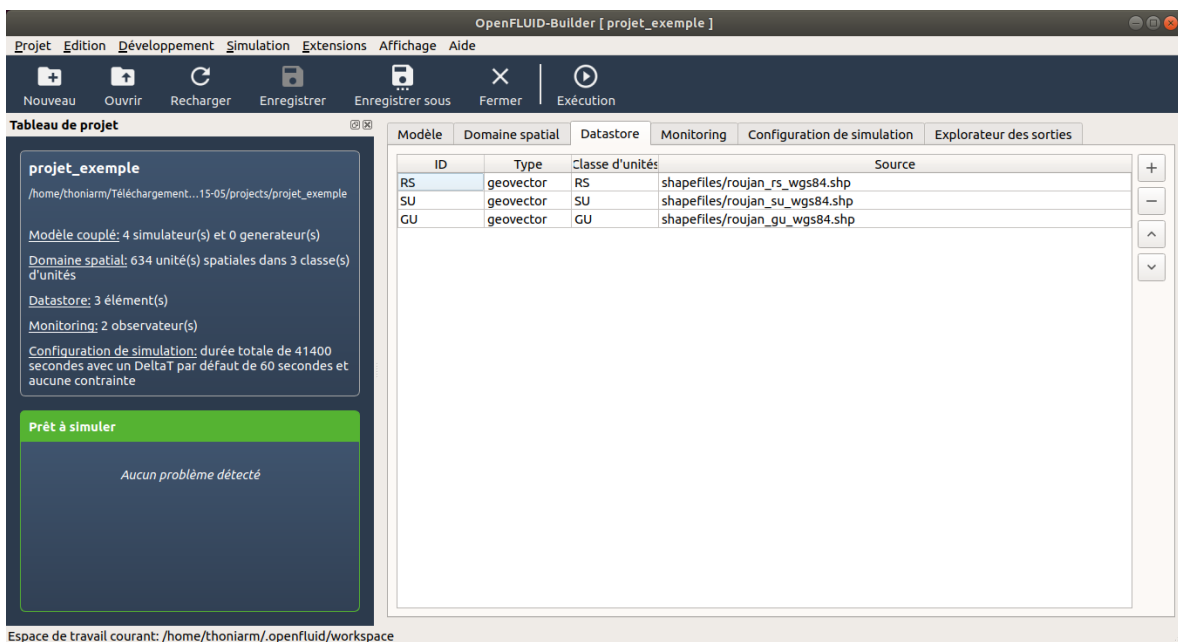 OpenFLUID-Builder [ projet_exemple ]
Projet Edition Développement Simulation Extensions Affichage Aide
Nouveau Ouvrir Recharger Enregistrer Enregistrer sous Fermer Exécution
Tableau de projet
projet_exemple
/home/thoniarm/Téléchargement...15-05/projects/projet_exemple
Modèle couplé: 4 simulateur(s) et 0 generateur(s)
Domaine spatial: 634 unité(s) spatiales dans 3 classe(s)
d'unités
Datastore: 3 élément(s)
Monitoring: 2 observateur(s)
Configuration de simulation: durée totale de 41400
secondes avec un DeltaT par défaut de 60 secondes et
aucune contrainte
Prêt à simuler
Aucun problème détecté
Modèle Domaine spatial Datastore Monitoring Configuration de simulation Explorateur des sorties
ID Type Classe d'unités Source
RS geovector RS shapefiles/roujan_rs_wgs84.shp
SU geovector SU shapefiles/roujan_su_wgs84.shp
GU geovector GU shapefiles/roujan_gu_wgs84.shp
Espace de travail courant: /home/thoniarm/.openfluid/workspace